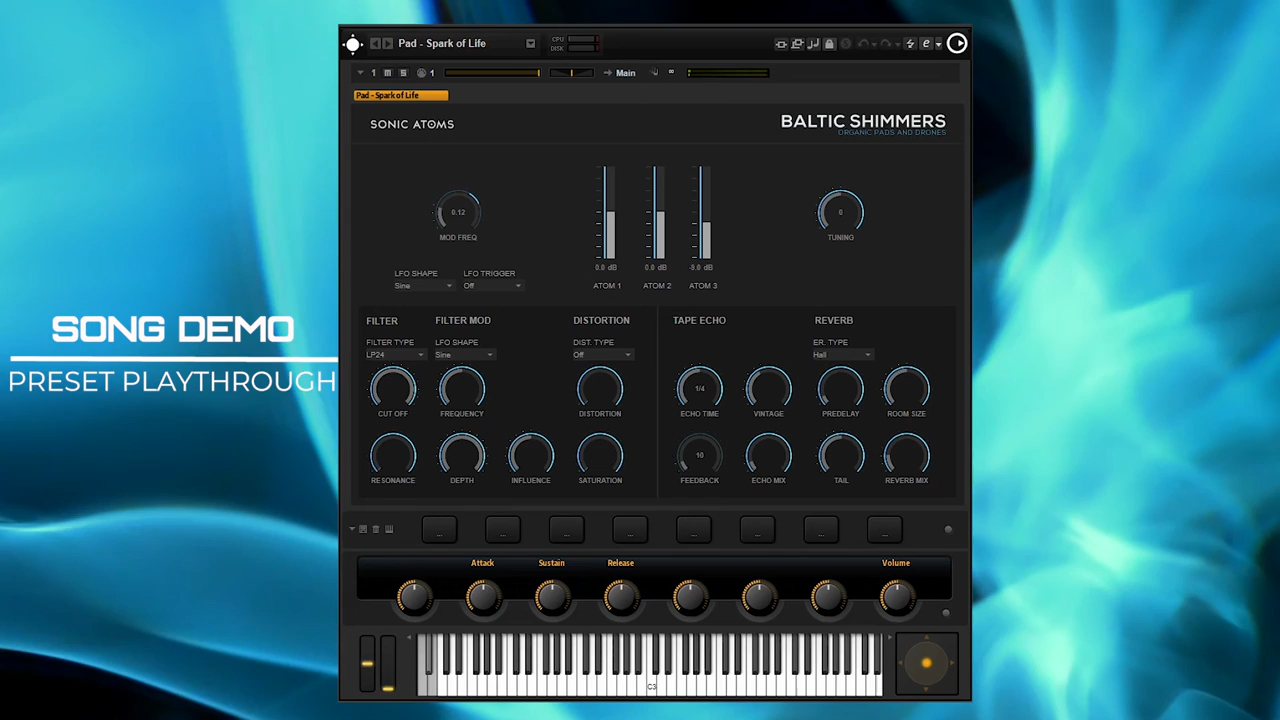 Pad - Spark of Life
CPU
DISK
S
e
1 M S 1
Main
Pad - Spark of Life
SONIC ATOMS
BALTIC SHIMMERS
ORGANIC PADS AND DRONES
0.12
MOD FREQ
0
TUNING
LFO SHAPE LFO TRIGGER
Sine Off
0.0 dB 0.0 dB -9.0 dB
ATOM 1 ATOM 2 ATOM 3
SONG DEMO
PRESET PLAYTHROUGH
FILTER FILTER MOD DISTORTION TAPE ECHO REVERB
FILTER TYPE LFO SHAPE DIST. TYPE ER. TYPE
LP24 Sine Off Hall
1/4
CUT OFF FREQUENCY DISTORTION ECHO TIME VINTAGE PREDELAY ROOM SIZE
10
RESONANCE DEPTH INFLUENCE SATURATION FEEDBACK ECHO MIX TAIL REVERB MIX
... ... ... ... ... ... ... ...
Attack Sustain Release Volume
C3